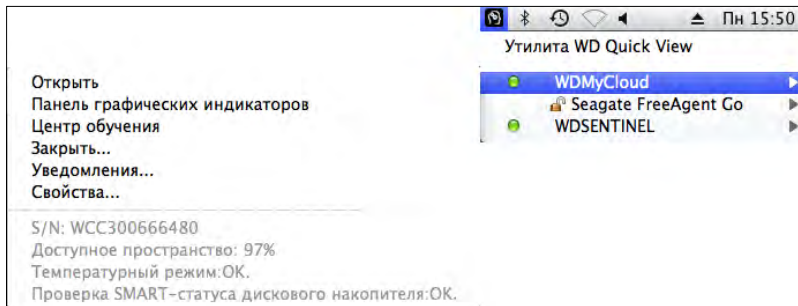 Пн 15:50
Утилита WD Quick View
WDMyCloud
Seagate FreeAgent Go
WDSENTINEL
Открыть
Панель графических индикаторов
Центр обучения
Закрыть...
Уведомления...
Свойства...
S/N: WCC300666480
Доступное пространство: 97%
Температурный режим:OK.
Проверка SMART-статуса дискового накопителя:OK.